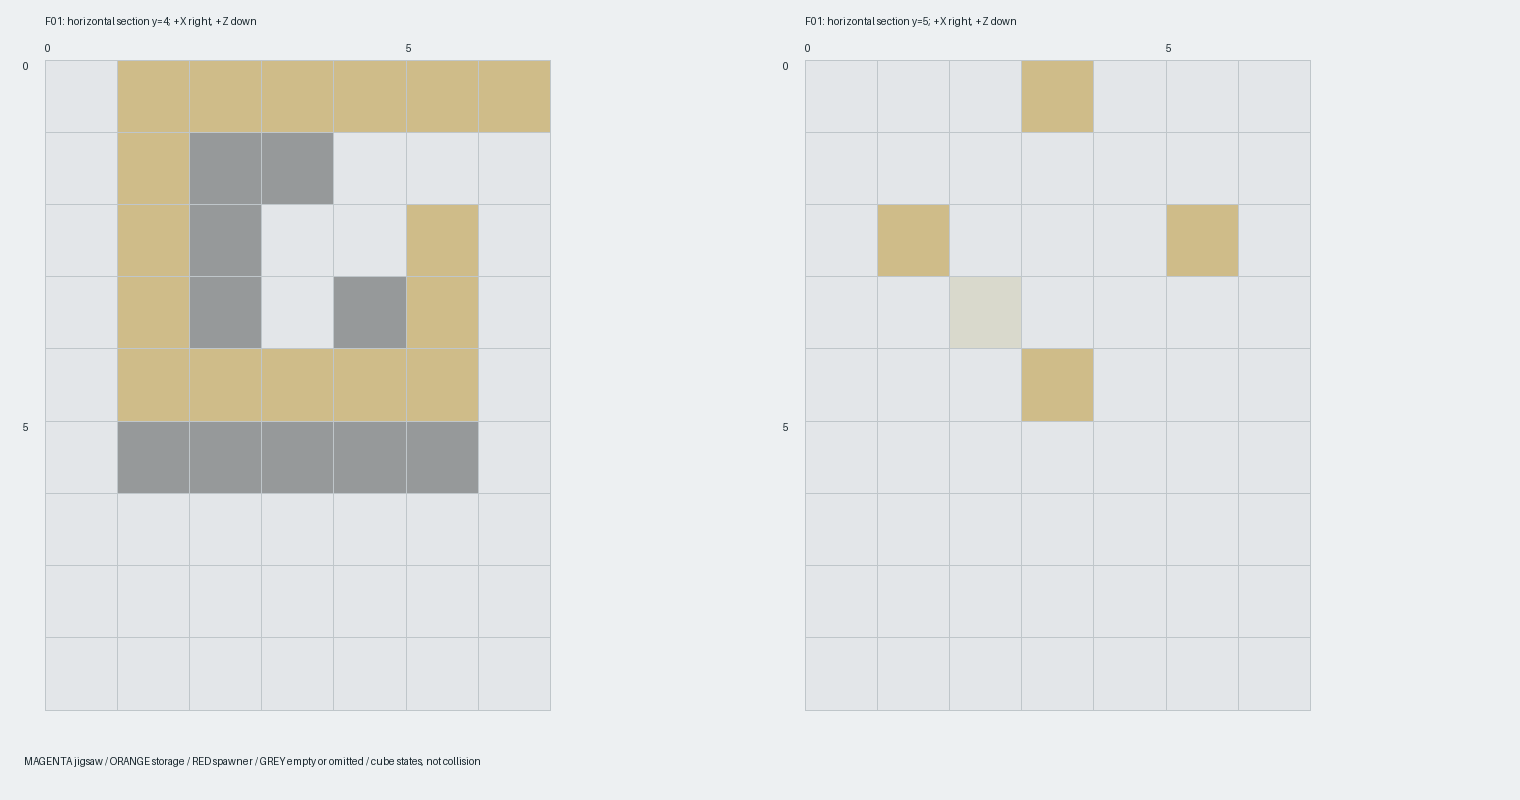 F01: horizontal section y=4; +X right, +Z down
F01: horizontal section y=5; +X right, +Z down
0 5
0 5
0
0
5
5
MAGENTA jigsaw / ORANGE storage / RED spawner / GREY empty or omitted / cube states, not collision